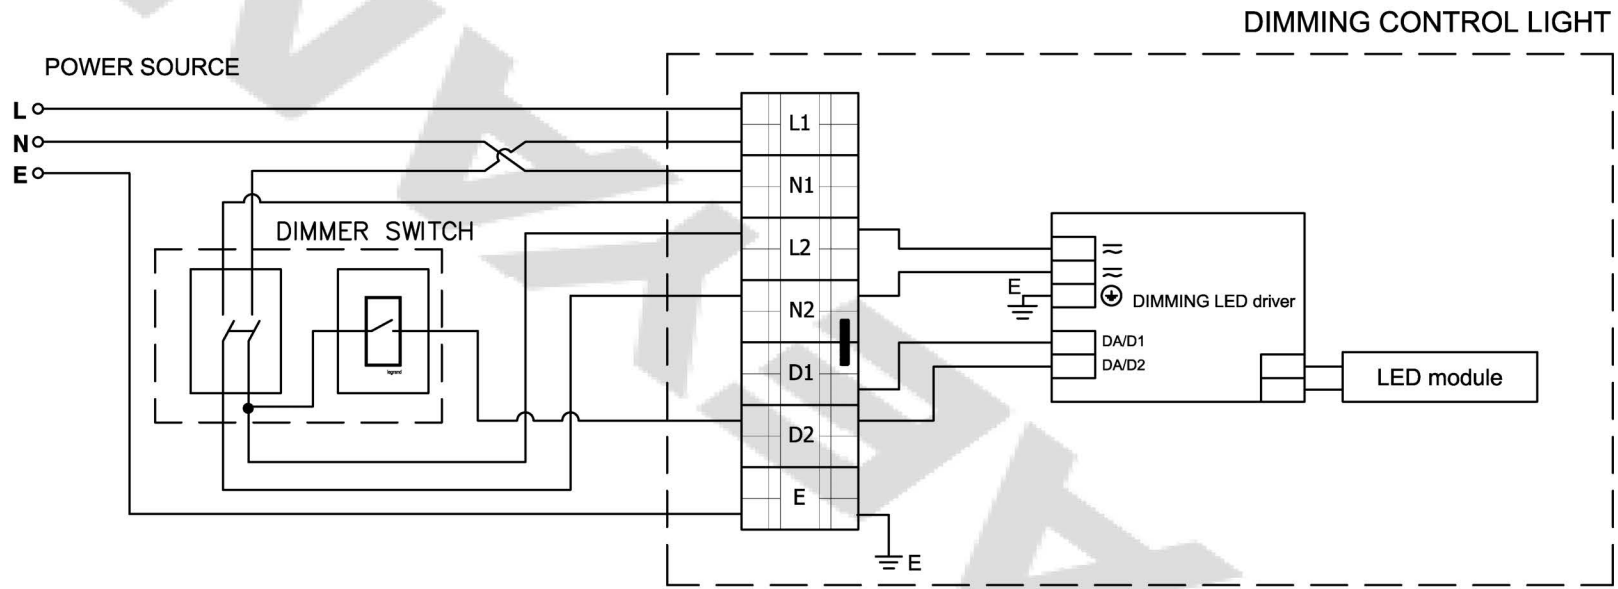 DIMMING CONTROL LIGHT
POWER SOURCE
L
N
E
DIMMER SWITCH
legrand
L1
N1
L2
N2
D1
D2
E
E
E
DIMMING LED driver
DA/D1
DA/D2
LED module